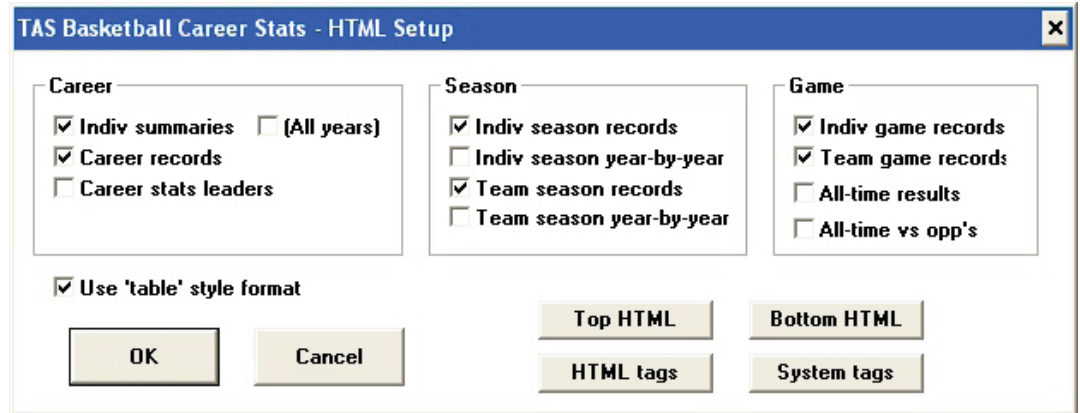 TAS Basketball Career Stats - HTML Setup
Career
Indiv summaries (All years)
Career records
Career stats leaders
Season
Indiv season records
Indiv season year-by-year
Team season records
Team season year-by-year
Game
Indiv game records
Team game records
All-time results
All-time vs opp's
Use 'table' style format
OK Cancel
Top HTML Bottom HTML
HTML tags System tags